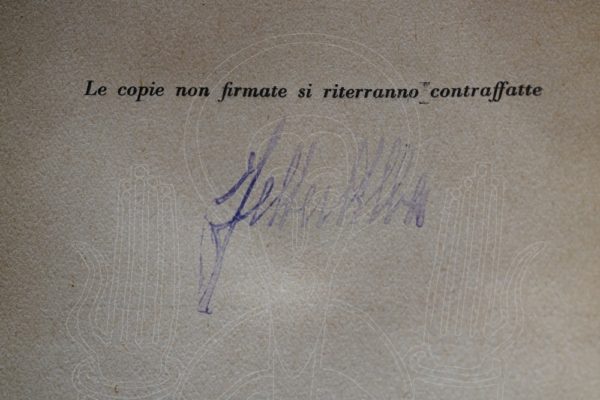 Le copie non firmate si riterranno contraffatte